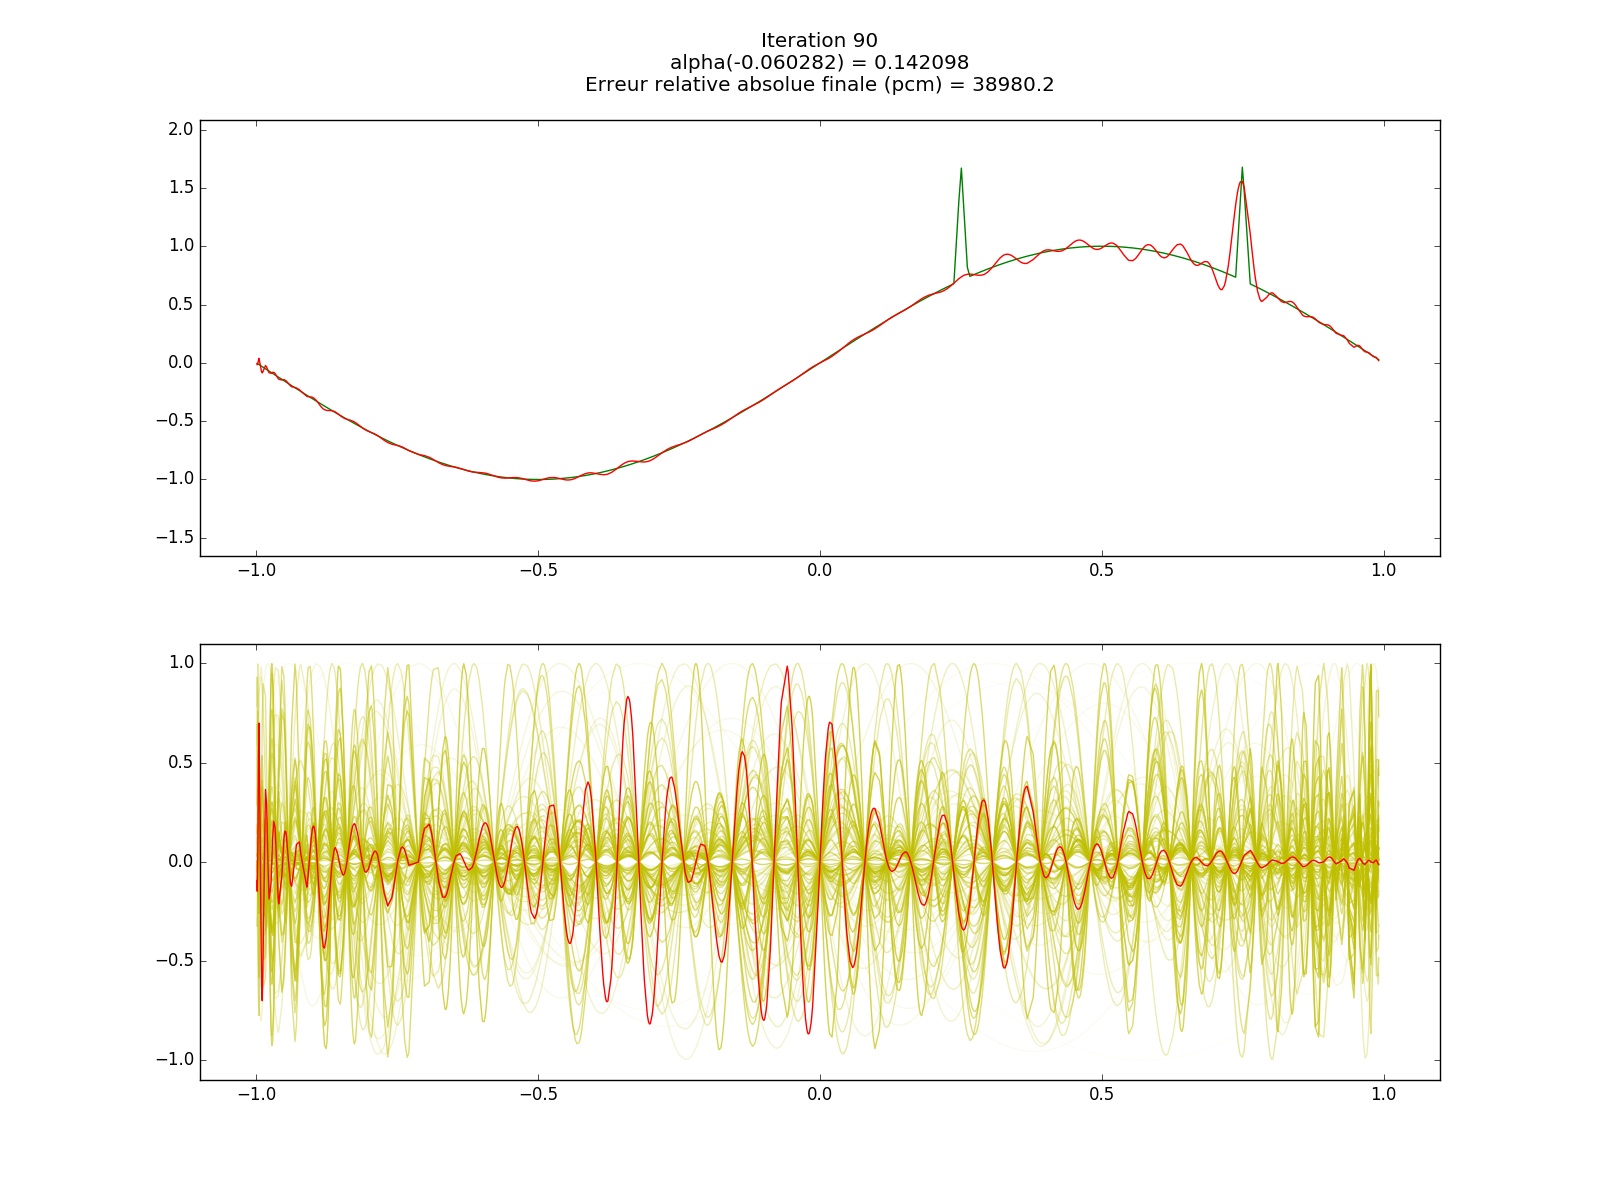 Iteration 90
alpha(-0.060282) = 0.142098
Erreur relative absolue finale (pcm) = 38980.2
2.0
1.5
1.0
0.5
0.0
−0.5
−1.0
−1.5
−1.0 −0.5 0.0 0.5 1.0
1.0
0.5
0.0
−0.5
−1.0
−1.0 −0.5 0.0 0.5 1.0